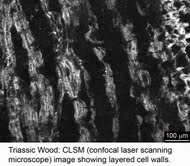 100 µm
Triassic Wood: CLSM (confocal laser scanning
microscope) image showing layered cell walls.